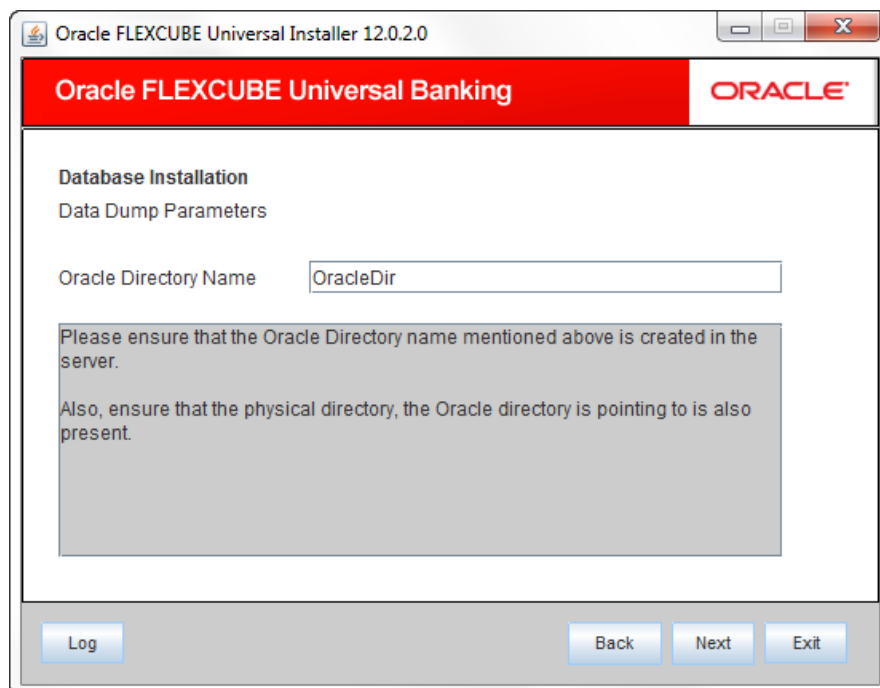 Oracle FLEXCUBE Universal Installer 12.0.2.0
Oracle FLEXCUBE Universal Banking
ORACLE®
Database Installation
Data Dump Parameters
Oracle Directory Name OracleDir
Please ensure that the Oracle Directory name mentioned above is created in the
server.
Also, ensure that the physical directory, the Oracle directory is pointing to is also
present.
Log Back Next Exit